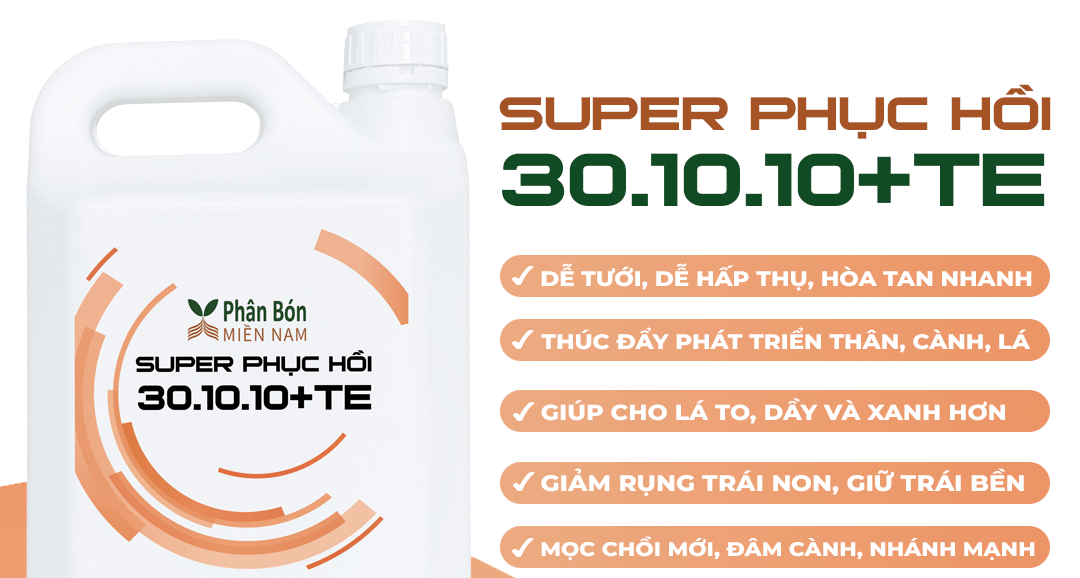 Phân Bón
MIỀN NAM
SUPER PHỤC HỒI
30.10.10+TE
SUPER PHỤC HỒI
30.10.10+TE
✓ DỄ TƯỚI, DỄ HẤP THỤ, HÒA TAN NHANH
✓ THÚC ĐẨY PHÁT TRIỂN THÂN, CÀNH, LÁ
✓ GIÚP CHO LÁ TO, DẦY VÀ XANH HƠN
✓ GIẢM RỤNG TRÁI NON, GIỮ TRÁI BỀN
✓ MỌC CHỒI MỚI, ĐÂM CÀNH, NHÁNH MẠNH